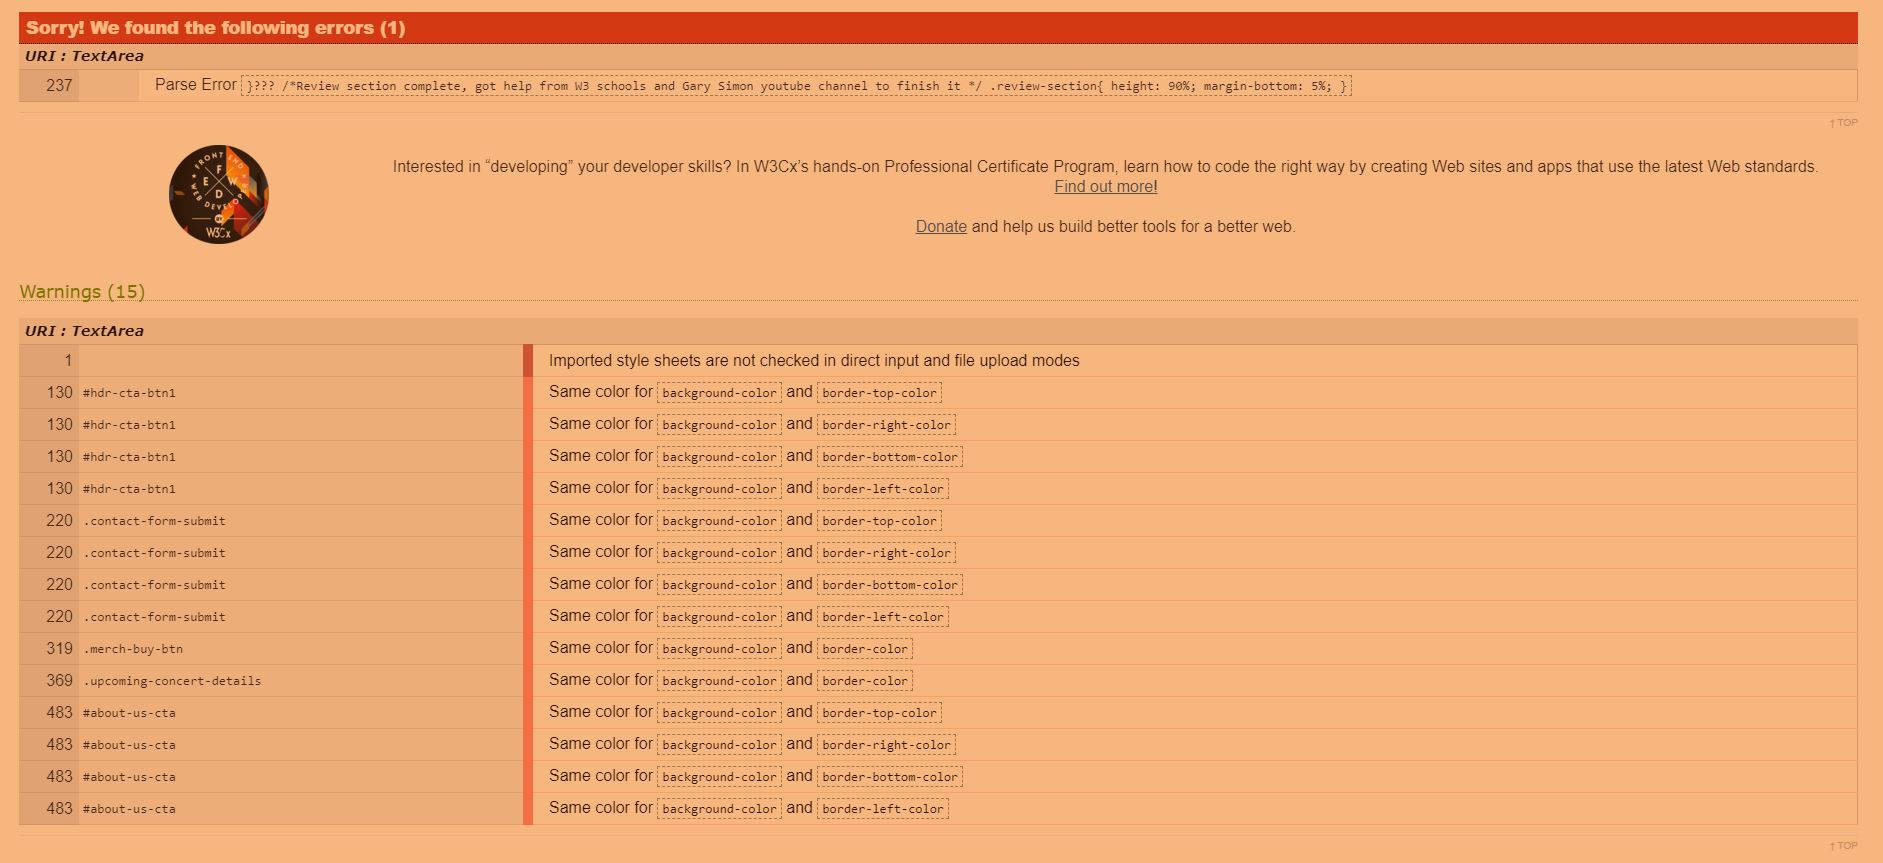 Sorry! We found the following errors (1)
URI : TextArea
237 Parse Error }??? /*Review section complete, got help from W3 schools and Gary Simon youtube channel to finish it */ .review-section{ height: 90%; margin-bottom: 5%; }
↑ TOP
FRONT END
F
E W
D
WEB DEVELOPER
BY
W3Cx
Interested in “developing” your developer skills? In W3Cx’s hands-on Professional Certificate Program, learn how to code the right way by creating Web sites and apps that use the latest Web standards.
Find out more!
Donate and help us build better tools for a better web.
Warnings (15)
URI : TextArea
1 Imported style sheets are not checked in direct input and file upload modes
130 #hdr-cta-btn1 Same color for background-color and border-top-color
130 #hdr-cta-btn1 Same color for background-color and border-right-color
130 #hdr-cta-btn1 Same color for background-color and border-bottom-color
130 #hdr-cta-btn1 Same color for background-color and border-left-color
220 .contact-form-submit Same color for background-color and border-top-color
220 .contact-form-submit Same color for background-color and border-right-color
220 .contact-form-submit Same color for background-color and border-bottom-color
220 .contact-form-submit Same color for background-color and border-left-color
319 .merch-buy-btn Same color for background-color and border-color
369 .upcoming-concert-details Same color for background-color and border-color
483 #about-us-cta Same color for background-color and border-top-color
483 #about-us-cta Same color for background-color and border-right-color
483 #about-us-cta Same color for background-color and border-bottom-color
483 #about-us-cta Same color for background-color and border-left-color
↑ TOP